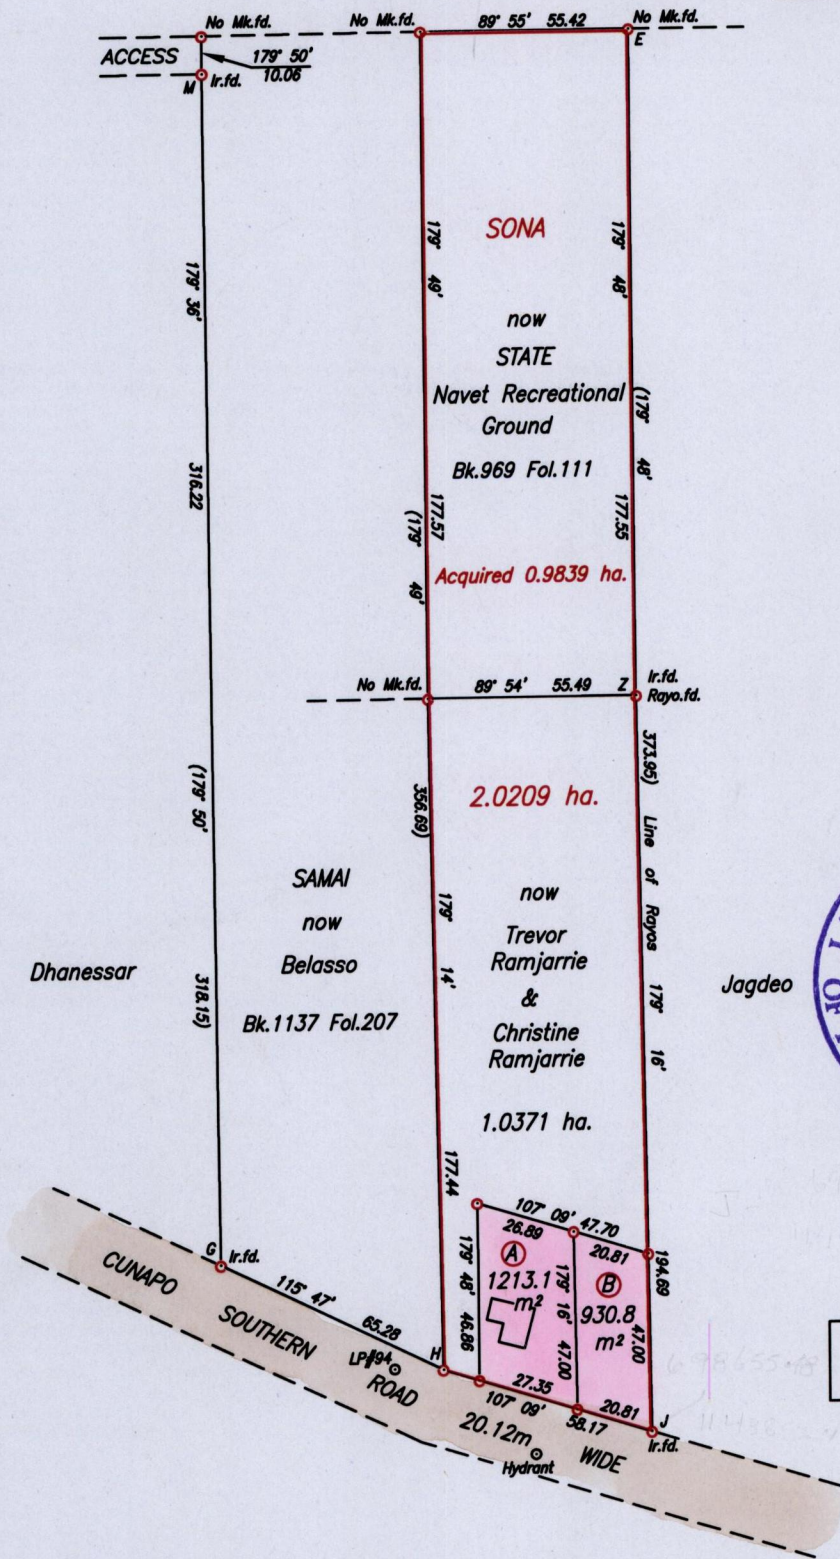 No Mk.fd.
No Mk.fd.
89° 55' 55.42
No Mk.fd.
E
ACCESS
179° 50'
10.06
M
Ir.fd.
179° 36'
316.22
(179° 50'
318.15)
SONA
179° 49'
179° 48'
now
STATE
Navet Recreational
Ground
Bk.969 Fol.111
(179° 48'
177.57
177.55
(179° 49'
Acquired 0.9839 ha.
No Mk.fd.
89° 54' 55.49
Z
Ir.fd.
Rayo.fd.
373.95) Line of Rayos 179° 16'
356.69)
2.0209 ha.
179° 14'
SAMAI
now
Belasso
Bk.1137 Fol.207
now
Trevor
Ramjarrie
&
Christine
Ramjarrie
1.0371 ha.
Dhanessar
Jagdeo
OF
177.44
107° 09' 47.70
26.89
20.81
194.69
A
1213.1
m²
179° 48' 46.86
179° 16' 47.00
B
930.8
m²
47.00
G
Ir.fd.
115° 47' 65.28
H
CUNAPO SOUTHERN ROAD 20.12m WIDE
LP#94
27.35
107° 09' 58.17
20.81
J
Ir.fd.
Hydrant